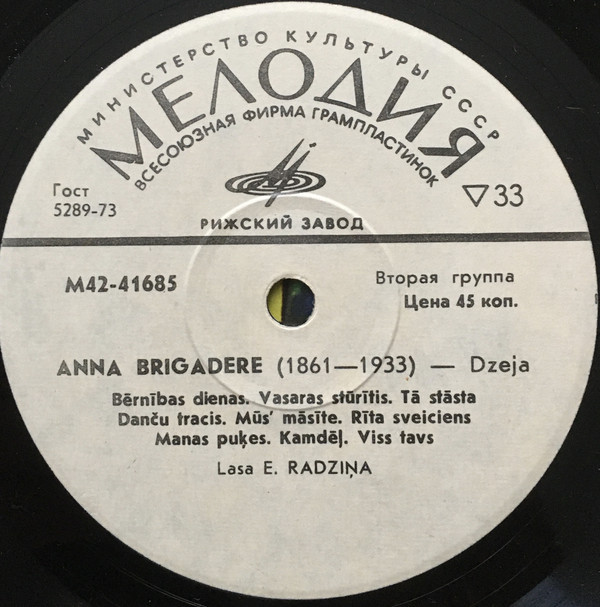 МИНИСТЕРСТВО КУЛЬТУРЫ СССР
МЕЛОДИЯ
ВСЕСОЮЗНАЯ ФИРМА ГРАМПЛАСТИНОК
Гост
5289-73
▽33
РИЖСКИЙ ЗАВОД
М42-41685
Вторая группа
Цена 45 коп.
ANNA BRIGADERE (1861—1933) — Dzeja
Bērnības dienas. Vasaras stūrītis. Tā stāsta
Danču tracis. Mūs' māsīte. Rīta sveiciens
Manas puķes. Kamdēļ. Viss tavs
Lasa E. RADZIŅA